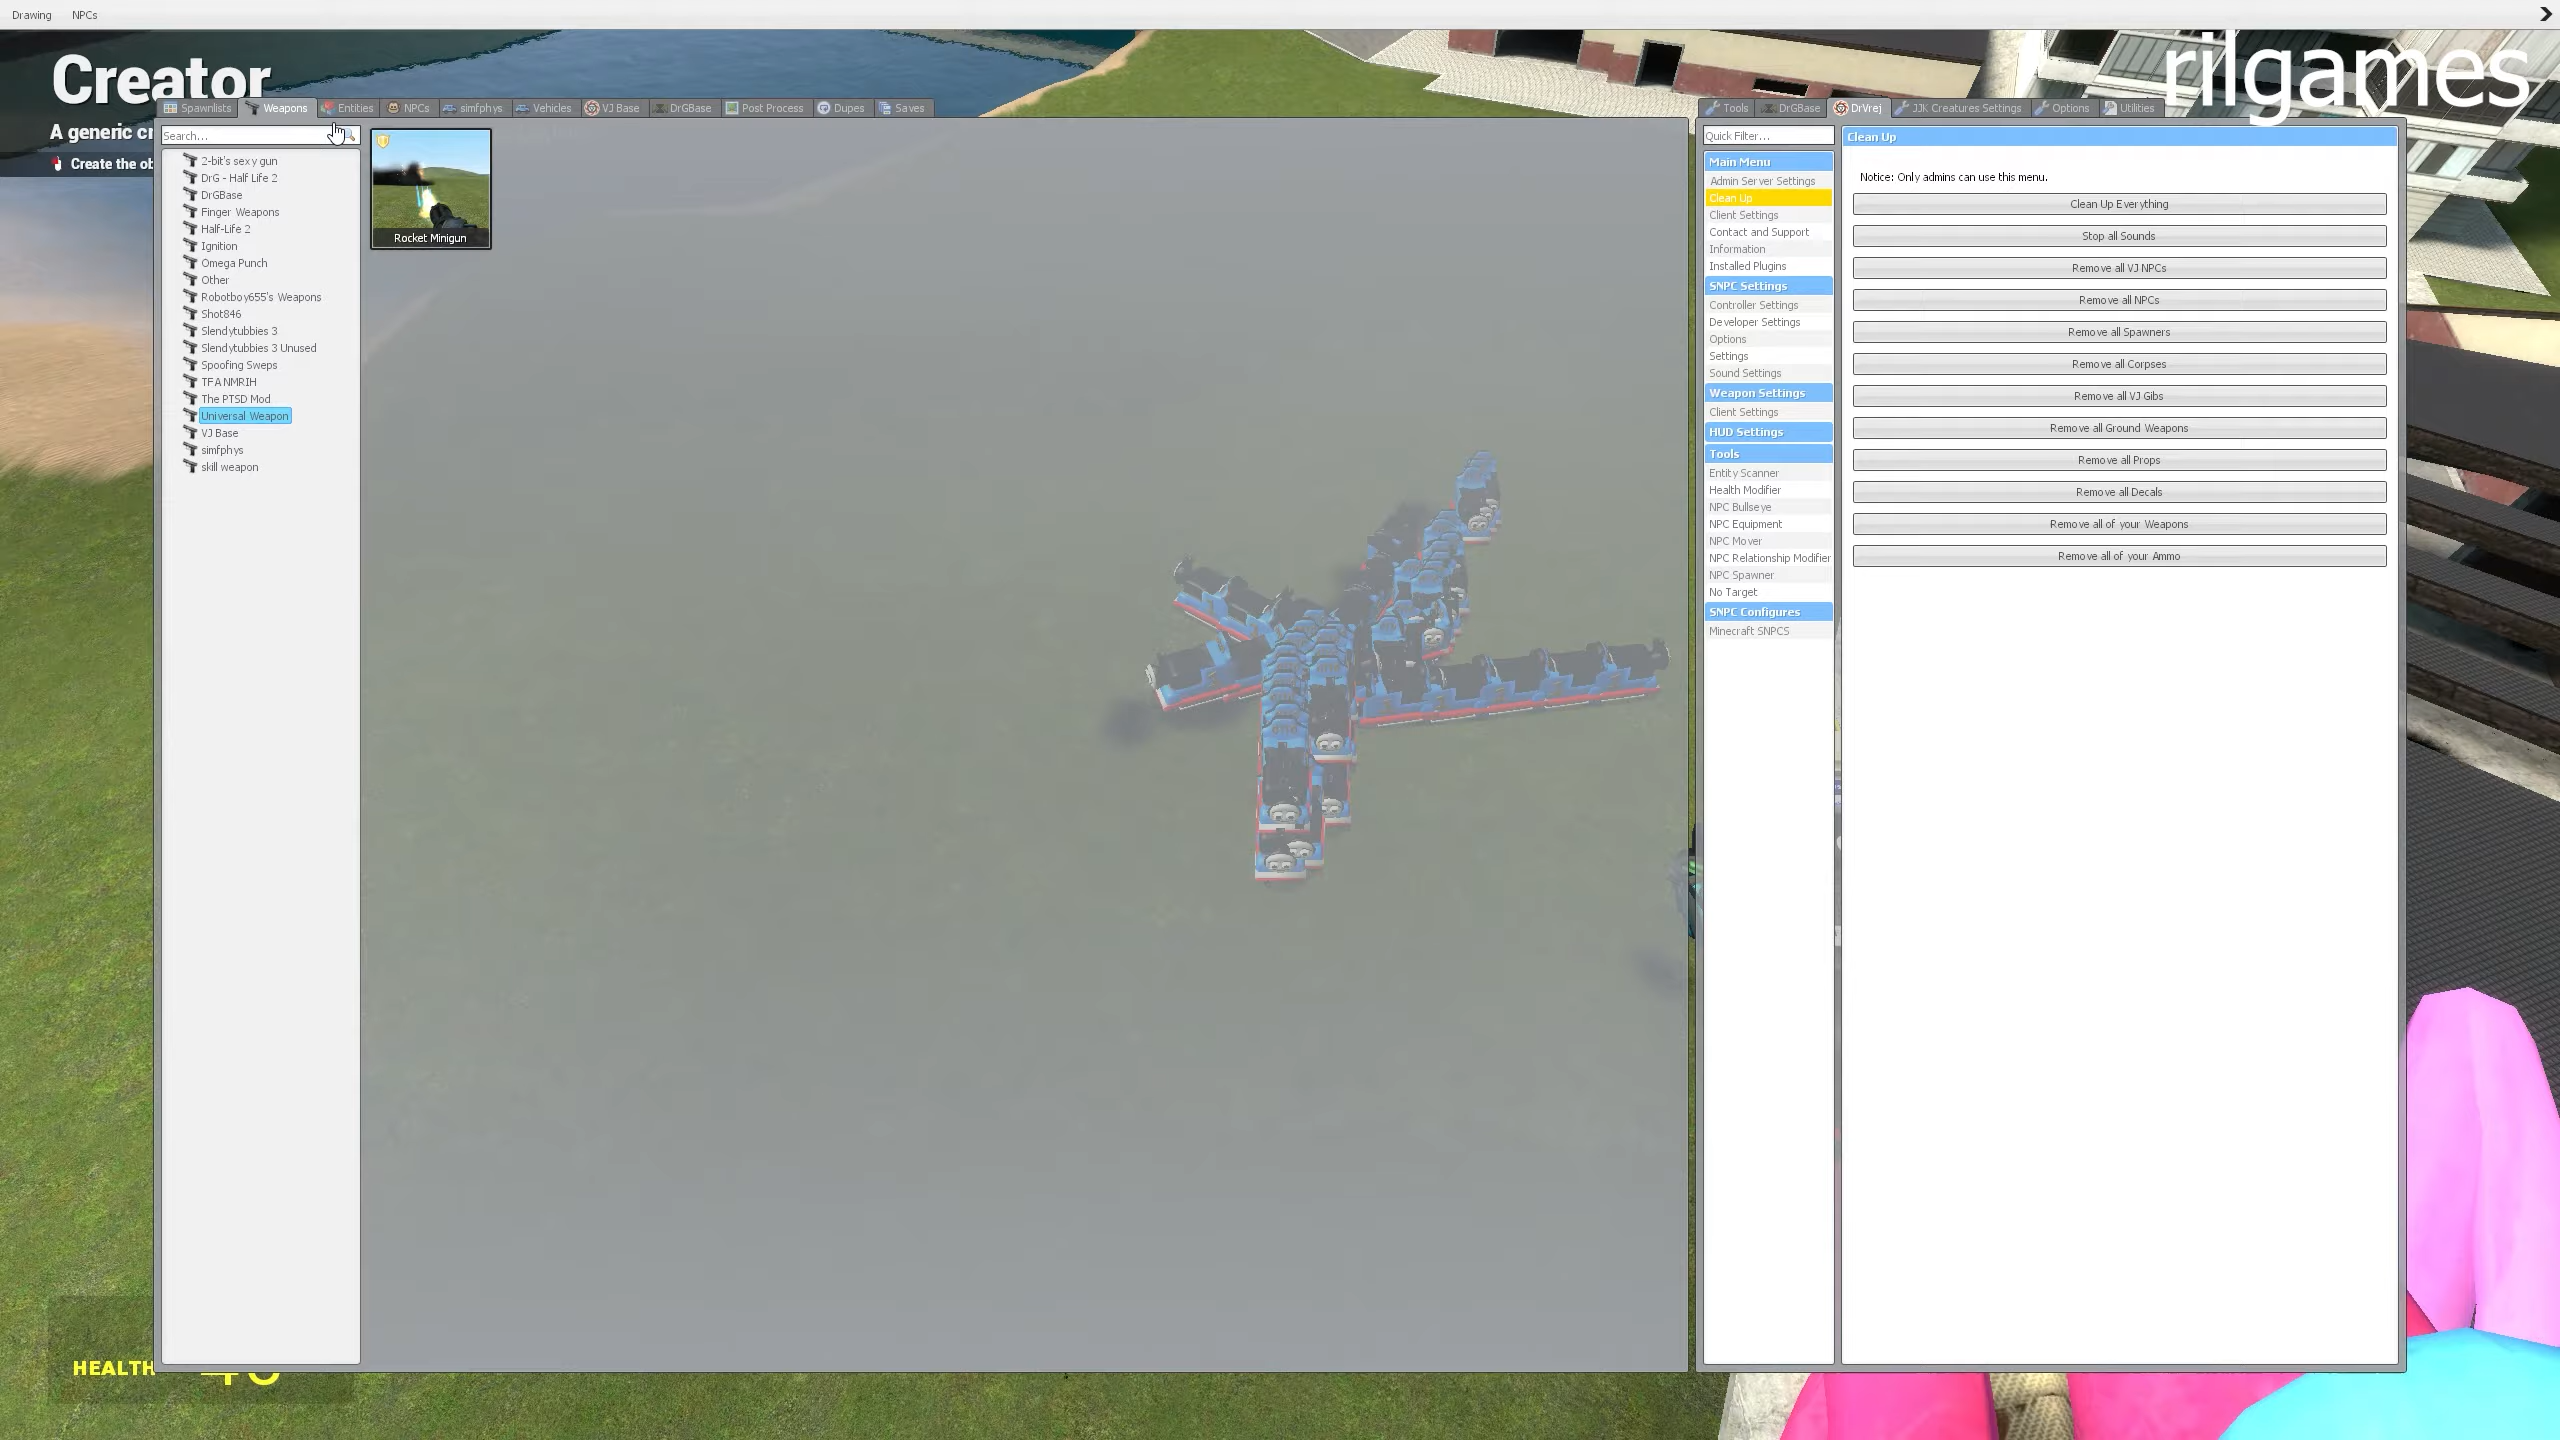 Drawing NPCs
Creator
rilgames
Spawnlists Weapons Entities NPCs simfphys Vehicles VJ Base DrGBase Post Process Dupes Saves
Tools DrGBase DrVrej JJK Creatures Settings Options Utilities
A generic cr
Create the ob
Search...
2-bit's sexy gun
DrG - Half Life 2
DrGBase
Finger Weapons
Half-Life 2
Ignition
Omega Punch
Other
Robotboy655's Weapons
Shot846
Slendytubbies 3
Slendytubbies 3 Unused
Spoofing Sweps
TFA NMRIH
The PTSD Mod
Universal Weapon
VJ Base
simfphys
skill weapon
Rocket Minigun
Quick Filter...
Main Menu
Admin Server Settings
Clean Up
Client Settings
Contact and Support
Information
Installed Plugins
SNPC Settings
Controller Settings
Developer Settings
Options
Settings
Sound Settings
Weapon Settings
Client Settings
HUD Settings
Tools
Entity Scanner
Health Modifier
NPC Bullseye
NPC Equipment
NPC Mover
NPC Relationship Modifier
NPC Spawner
No Target
SNPC Configures
Minecraft SNPCS
Clean Up
Notice: Only admins can use this menu.
Clean Up Everything
Stop all Sounds
Remove all VJ NPCs
Remove all NPCs
Remove all Spawners
Remove all Corpses
Remove all VJ Gibs
Remove all Ground Weapons
Remove all Props
Remove all Decals
Remove all of your Weapons
Remove all of your Ammo
HEALTH